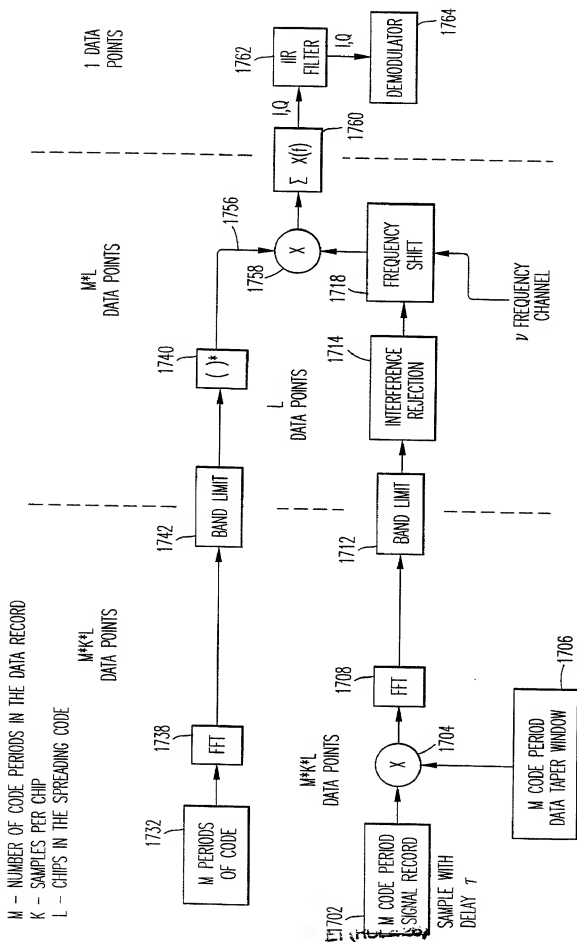 M – NUMBER OF CODE PERIODS IN THE DATA RECORD
K – SAMPLES PER CHIP
L – CHIPS IN THE SPREADING CODE
M*K*L
DATA POINTS
M*L
DATA POINTS
1 DATA
POINTS
1732
M PERIODS
OF CODE
1738
FFT
1742
BAND LIMIT
1740
( )*
1756
X
1758
Σ X(f)
1760
I,Q
1762
IIR
FILTER
I,Q
DEMODULATOR
1764
L
DATA POINTS
M*K*L
DATA POINTS
1702
M CODE PERIOD
SIGNAL RECORD
SAMPLE WITH
DELAY τ
X
1704
1708
FFT
1712
BAND LIMIT
1714
INTERFERENCE
REJECTION
1718
FREQUENCY
SHIFT
ν FREQUENCY
CHANNEL
1706
M CODE PERIOD
DATA TAPER WINDOW